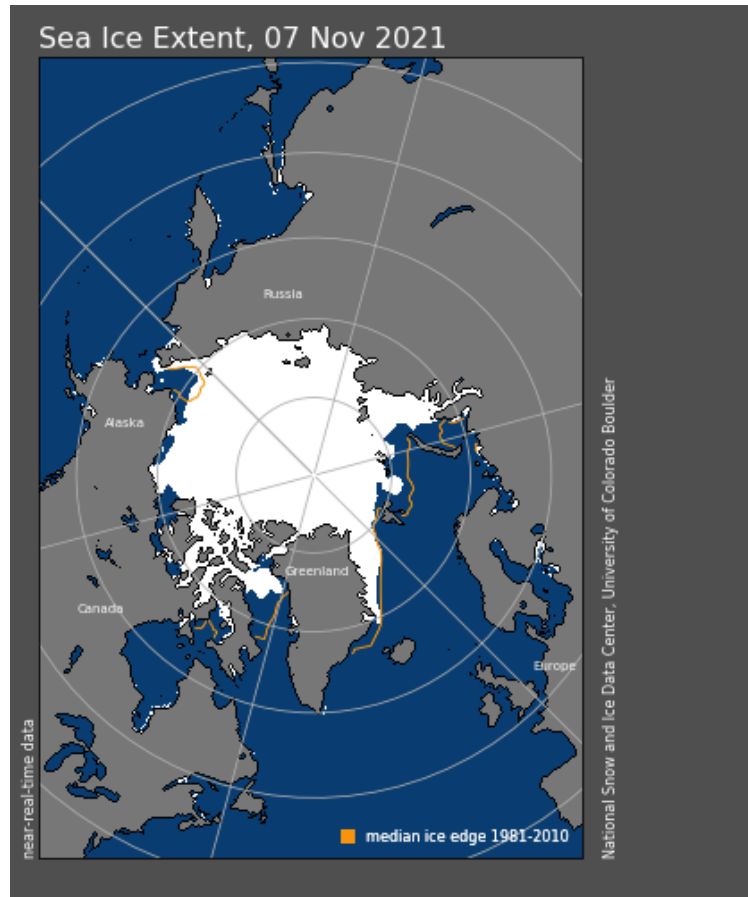 Sea Ice Extent, 07 Nov 2021
Russia
Alaska
Greenland
Canada
Europe
near-real-time data
National Snow and Ice Data Center, University of Colorado Boulder
median ice edge 1981-2010